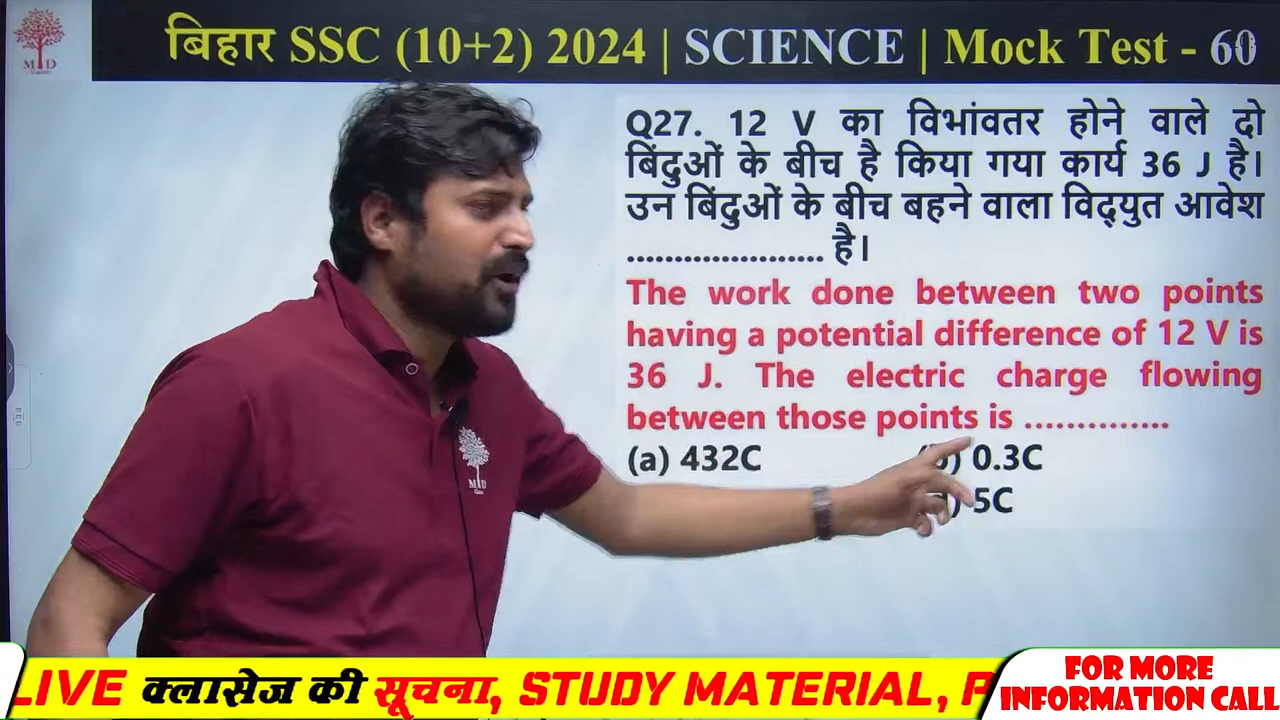 बिहार SSC (10+2) 2024 | SCIENCE | Mock Test - 60
M D
Q27. 12 V का विभांवतर होने वाले दो
बिंदुओं के बीच है किया गया कार्य 36 J है।
उन बिंदुओं के बीच बहने वाला विद्युत आवेश
..................... है।
The work done between two points
having a potential difference of 12 V is
36 J. The electric charge flowing
between those points is ..............
(a) 432C (b) 0.3C
5C
M D
LIVE क्लासेज की सूचना, STUDY MATERIAL, P
FOR MORE
INFORMATION CALL